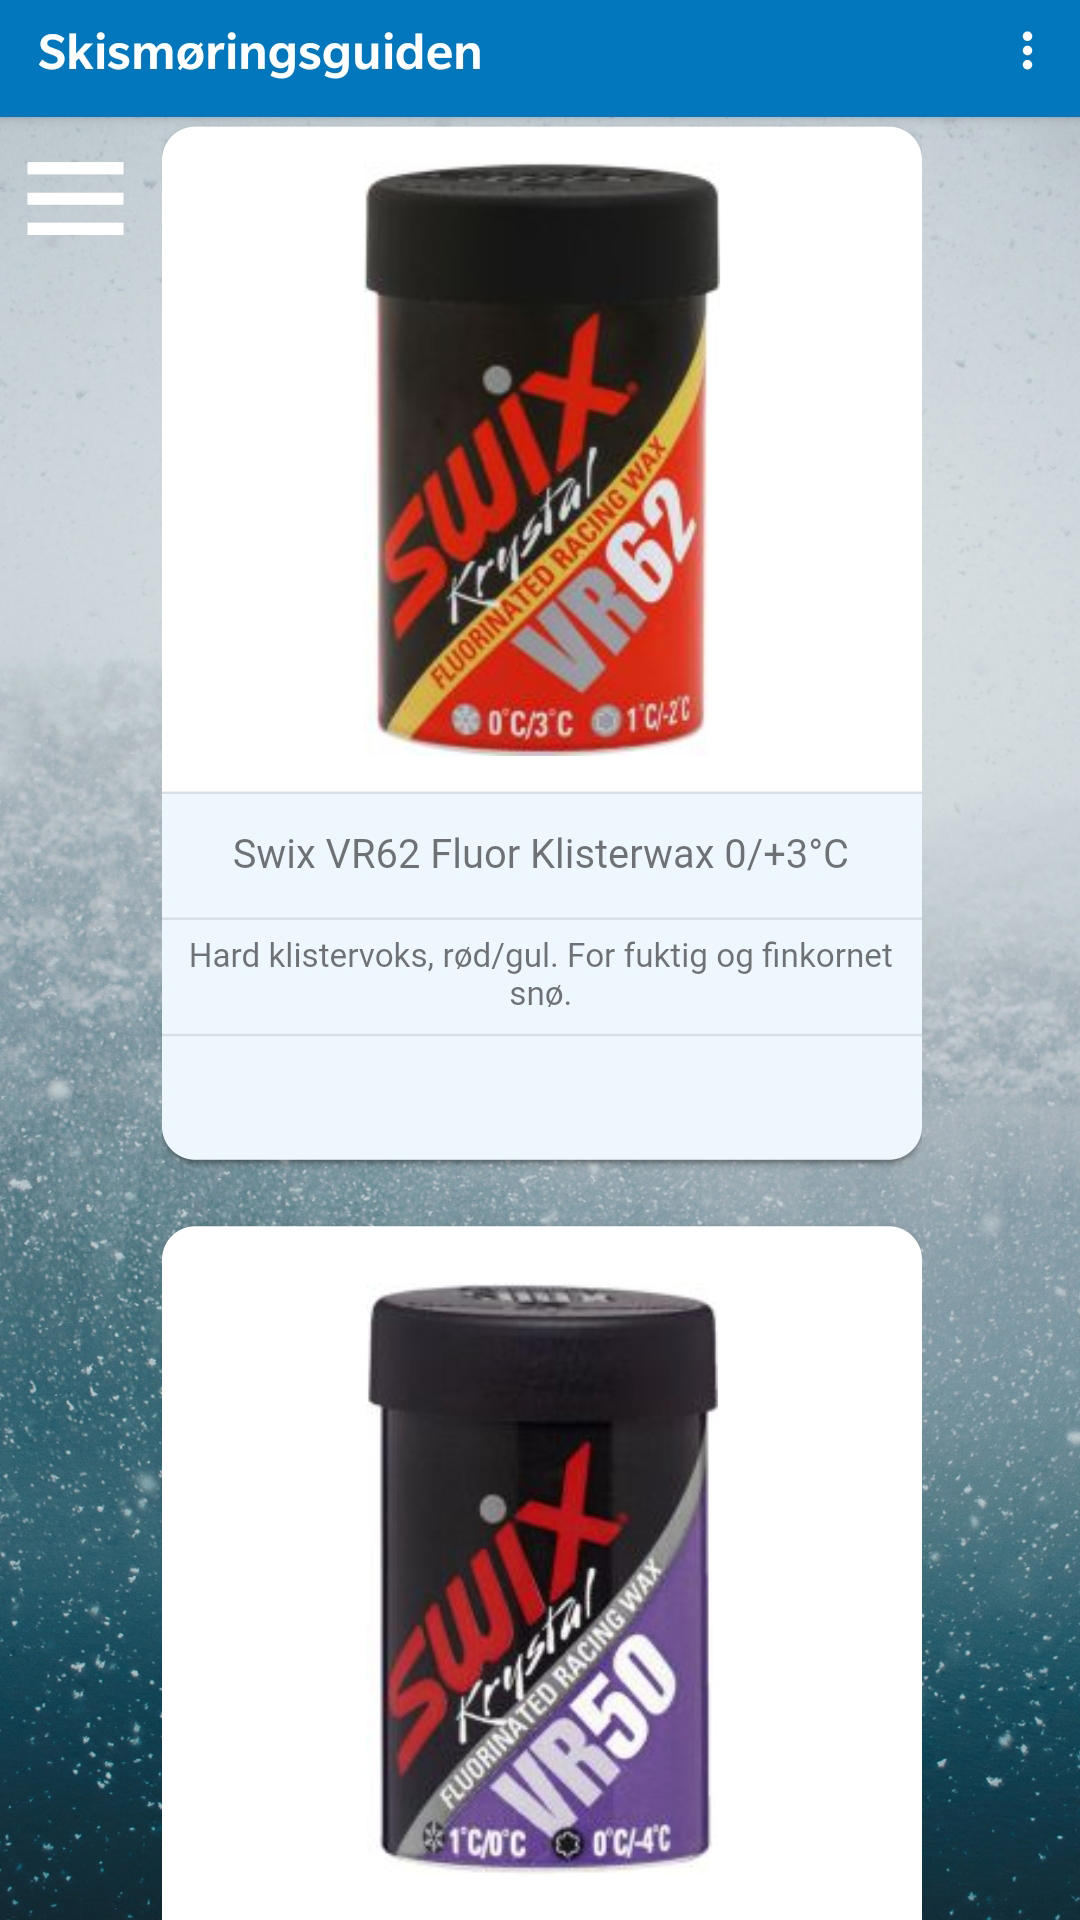 Skismøringsguiden
SWIX
Krystal
FLUORINATED RACING WAX
VR62
0°C/3°C 1°C/-2°C
Swix VR62 Fluor Klisterwax 0/+3°C
Hard klistervoks, rød/gul. For fuktig og finkornet
snø.
SWIX
Krystal
FLUORINATED RACING WAX
VR50
1°C/0°C 0°C/-4°C